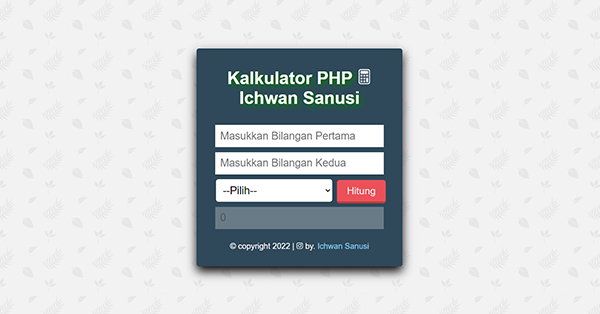 Kalkulator PHP
Ichwan Sanusi
Masukkan Bilangan Pertama
Masukkan Bilangan Kedua
--Pilih--
Hitung
0
© copyright 2022 | by. Ichwan Sanusi